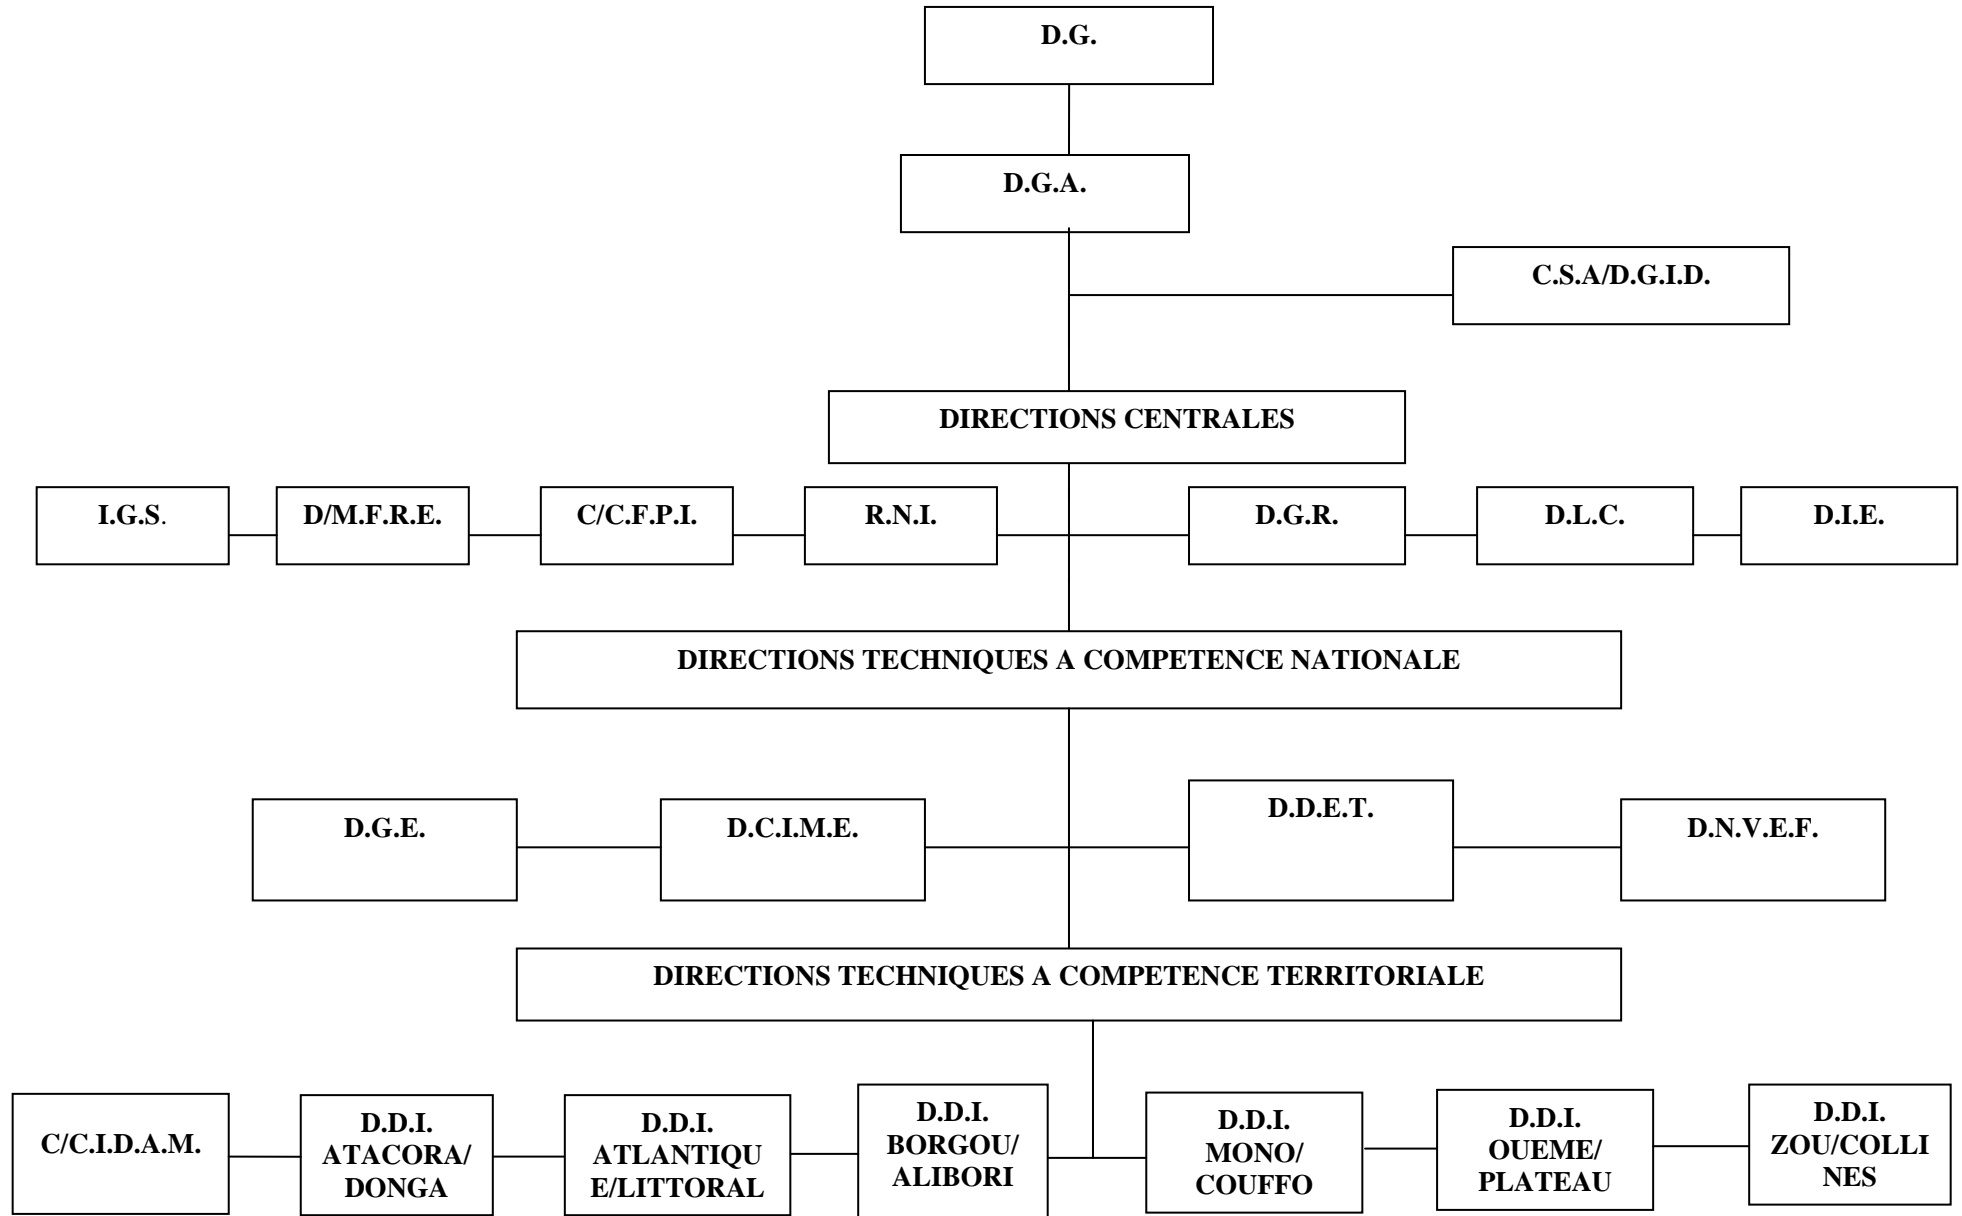 D.G.
D.G.A.
C.S.A/D.G.I.D.
DIRECTIONS CENTRALES
I.G.S.
D/M.F.R.E.
C/C.F.P.I.
R.N.I.
D.G.R.
D.L.C.
D.I.E.
DIRECTIONS TECHNIQUES A COMPETENCE NATIONALE
D.G.E.
D.C.I.M.E.
D.D.E.T.
D.N.V.E.F.
DIRECTIONS TECHNIQUES A COMPETENCE TERRITORIALE
C/C.I.D.A.M.
D.D.I.
ATACORA/
DONGA
D.D.I.
ATLANTIQU
E/LITTORAL
D.D.I.
BORGOU/
ALIBORI
D.D.I.
MONO/
COUFFO
D.D.I.
OUEME/
PLATEAU
D.D.I.
ZOU/COLLI
NES